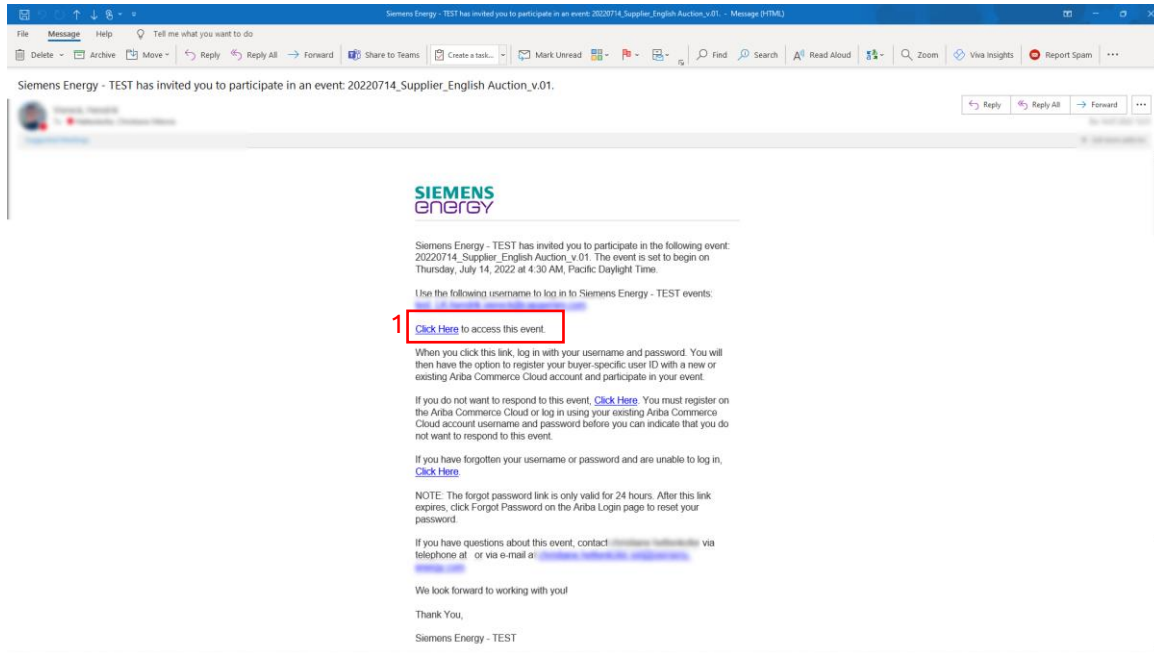 Siemens Energy - TEST has invited you to participate in an event: 20220714_Supplier_English Auction_v.01. - Message (HTML)
File Message Help Tell me what you want to do
Delete Archive Move Reply Reply All Forward Share to Teams Create a task... Mark Unread Find Search Read Aloud Zoom Viva Insights Report Spam ...
Siemens Energy - TEST has invited you to participate in an event: 20220714_Supplier_English Auction_v.01.
Reply Reply All Forward ...
SIEMENS
energy
Siemens Energy - TEST has invited you to participate in the following event:
20220714_Supplier_English Auction_v.01. The event is set to begin on
Thursday, July 14, 2022 at 4:30 AM, Pacific Daylight Time.
Use the following username to log in to Siemens Energy - TEST events:
1 Click Here to access this event.
When you click this link, log in with your username and password. You will
then have the option to register your buyer-specific user ID with a new or
existing Ariba Commerce Cloud account and participate in your event.
If you do not want to respond to this event, Click Here. You must register on
the Ariba Commerce Cloud or log in using your existing Ariba Commerce
Cloud account username and password before you can indicate that you do
not want to respond to this event.
If you have forgotten your username or password and are unable to log in,
Click Here.
NOTE: The forgot password link is only valid for 24 hours. After this link
expires, click Forgot Password on the Ariba Login page to reset your
password.
If you have questions about this event, contact via
telephone at or via e-mail at
We look forward to working with you!
Thank You,
Siemens Energy - TEST